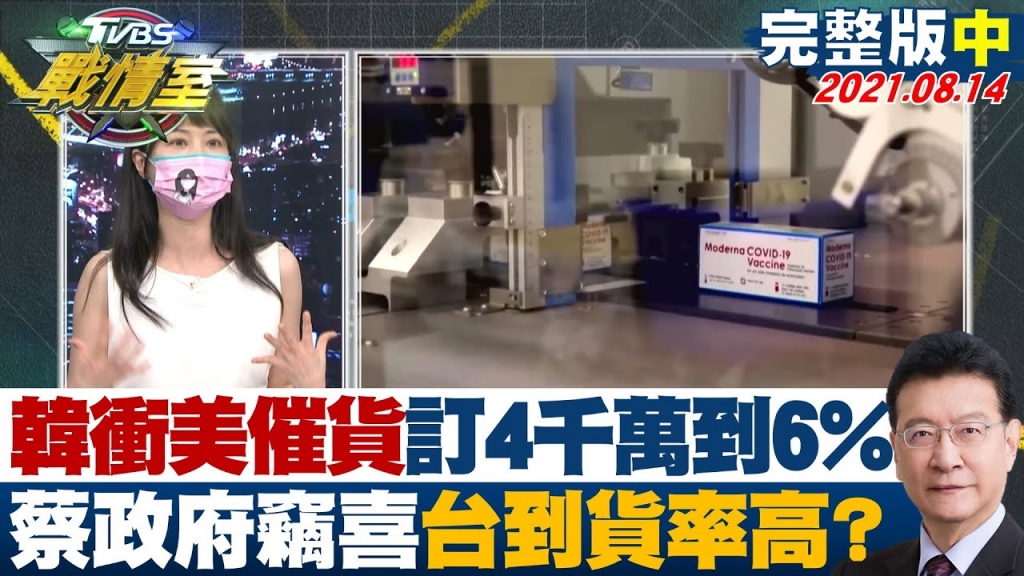 TVBS
戰情室
完整版中
2021.08.14
Moderna COVID-19
Vaccine
韓衝美催貨訂4千萬到6%
蔡政府竊喜台到貨率高?